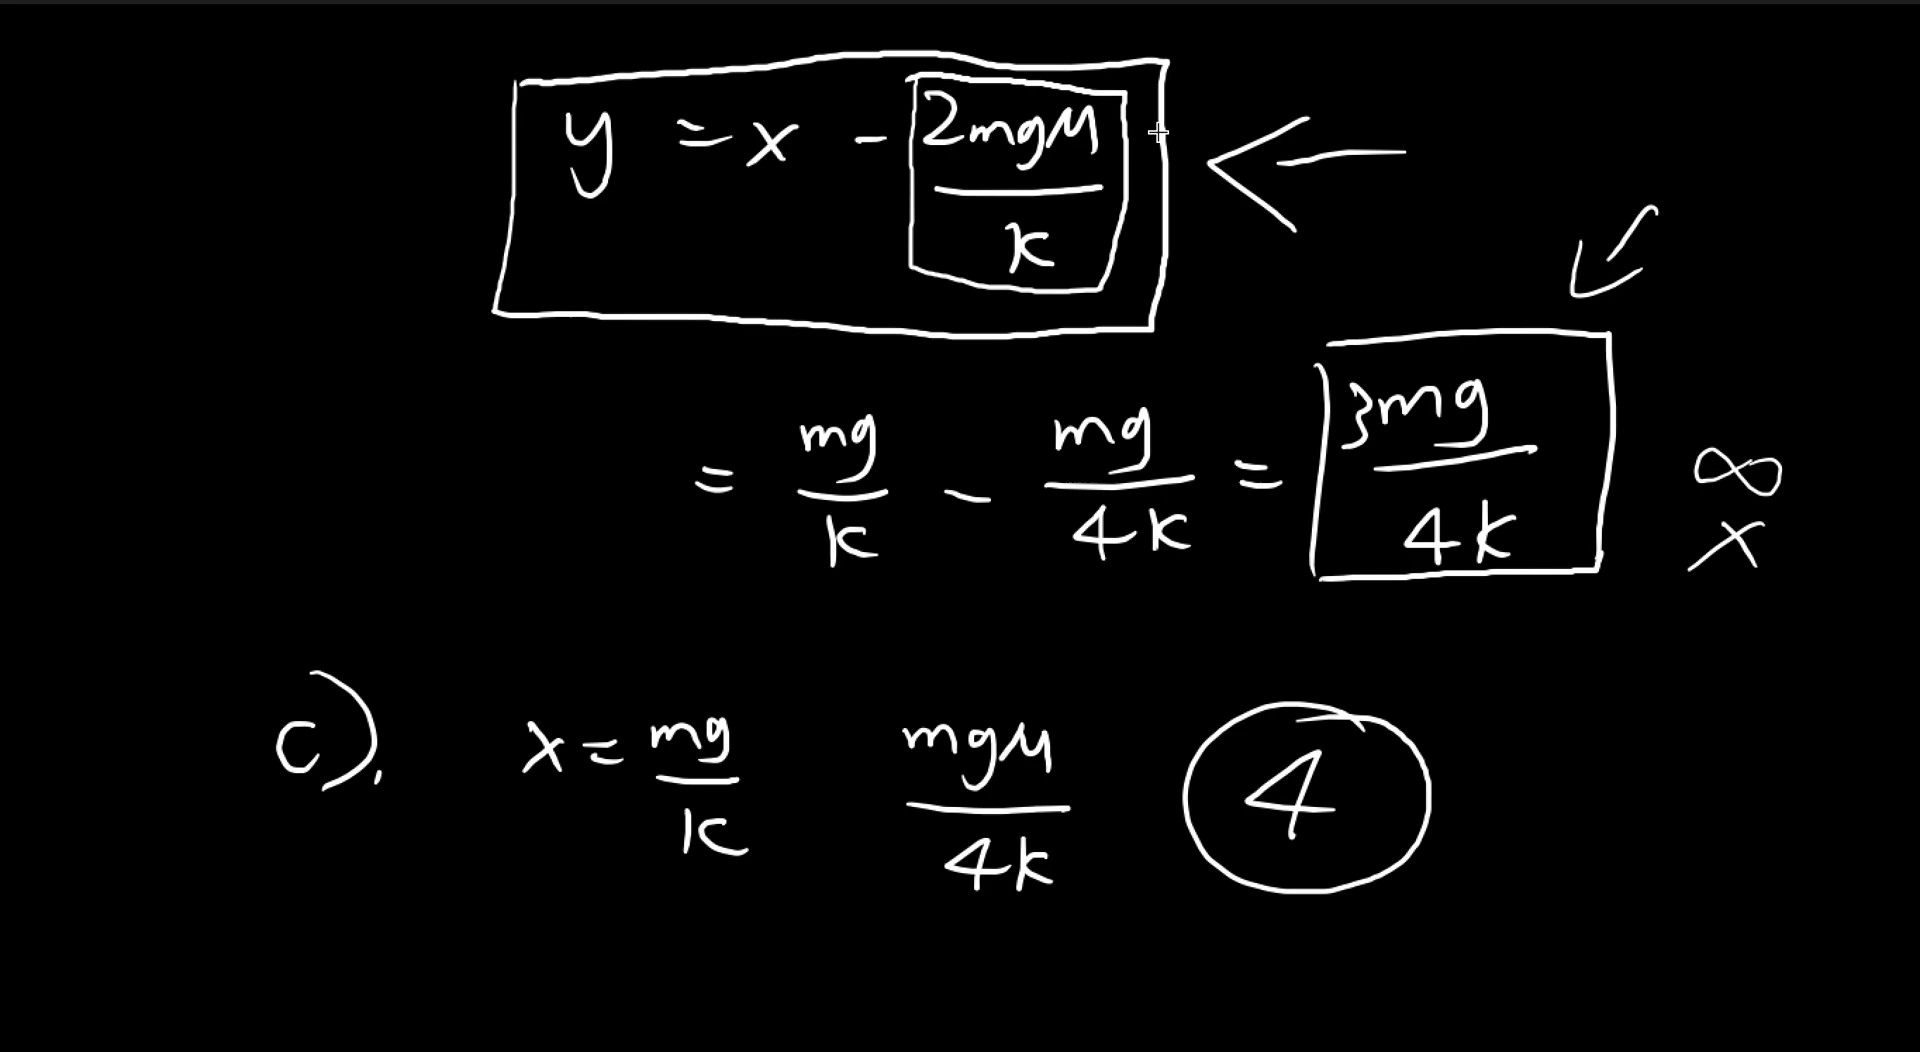 y = x - 2mgμ/k
= mg/k - mg/4k = 3mg/4k ∞
x
c). x = mg/k mgμ/4k 4